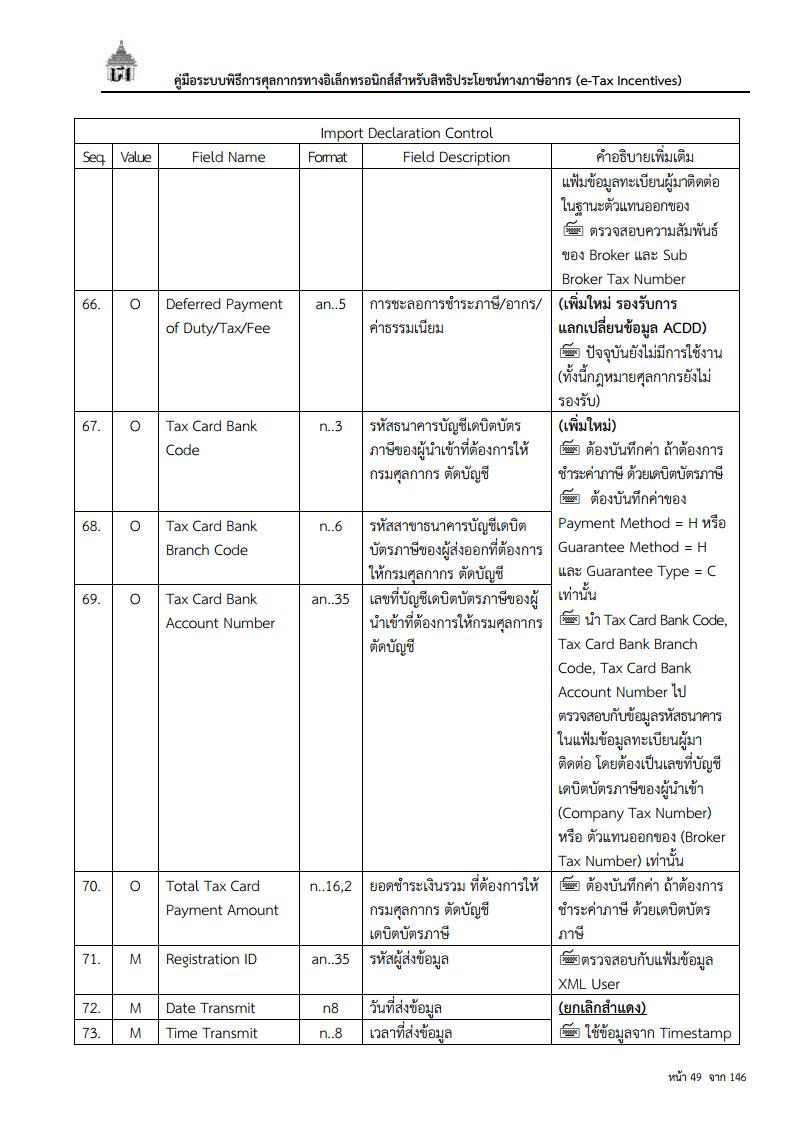 คู่มือระบบพิธีการศุลกากรทางอิเล็กทรอนิกส์สำหรับสิทธิประโยชน์ทางภาษีอากร (e-Tax Incentives)
Import Declaration Control
Seq. Value Field Name Format Field Description คำอธิบายเพิ่มเติม
แฟ้มข้อมูลทะเบียนผู้มาติดต่อ
ในฐานะตัวแทนออกของ
ตรวจสอบความสัมพันธ์
ของ Broker และ Sub
Broker Tax Number
66. O Deferred Payment an..5 การชะลอการชำระภาษี/อากร/ (เพิ่มใหม่ รองรับการ
of Duty/Tax/Fee ค่าธรรมเนียม แลกเปลี่ยนข้อมูล ACDD)
ปัจจุบันยังไม่มีการใช้งาน
(ทั้งนี้กฎหมายศุลกากรยังไม่
รองรับ)
67. O Tax Card Bank n..3 รหัสธนาคารบัญชีเดบิตบัตร (เพิ่มใหม่)
Code ภาษีของผู้นำเข้าที่ต้องการให้ ต้องบันทึกค่า ถ้าต้องการ
กรมศุลกากร ตัดบัญชี ชำระค่าภาษี ด้วยเดบิตบัตรภาษี
ต้องบันทึกค่าของ
68. O Tax Card Bank n..6 รหัสสาขาธนาคารบัญชีเดบิต Payment Method = H หรือ
Branch Code บัตรภาษีของผู้ส่งออกที่ต้องการ Guarantee Method = H
ให้กรมศุลกากร ตัดบัญชี และ Guarantee Type = C
69. O Tax Card Bank an..35 เลขที่บัญชีเดบิตบัตรภาษีของผู้ เท่านั้น
Account Number นำเข้าที่ต้องการให้กรมศุลกากร นำ Tax Card Bank Code,
ตัดบัญชี Tax Card Bank Branch
Code, Tax Card Bank
Account Number ไป
ตรวจสอบกับข้อมูลรหัสธนาคาร
ในแฟ้มข้อมูลทะเบียนผู้มา
ติดต่อ โดยต้องเป็นเลขที่บัญชี
เดบิตบัตรภาษีของผู้นำเข้า
(Company Tax Number)
หรือ ตัวแทนออกของ (Broker
Tax Number) เท่านั้น
70. O Total Tax Card n..16,2 ยอดชำระเงินรวม ที่ต้องการให้ ต้องบันทึกค่า ถ้าต้องการ
Payment Amount กรมศุลกากร ตัดบัญชี ชำระค่าภาษี ด้วยเดบิตบัตร
เดบิตบัตรภาษี ภาษี
71. M Registration ID an..35 รหัสผู้ส่งข้อมูล ตรวจสอบกับแฟ้มข้อมูล
XML User
72. M Date Transmit n8 วันที่ส่งข้อมูล (ยกเลิกสำแดง)
73. M Time Transmit n..8 เวลาที่ส่งข้อมูล ใช้ข้อมูลจาก Timestamp
หน้า 49 จาก 146